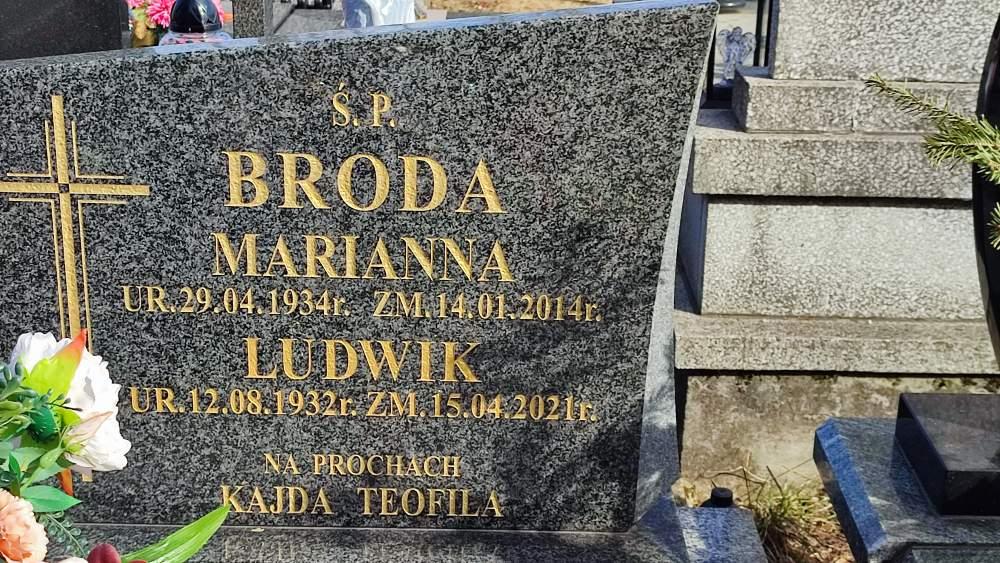 Ś. P.
BRODA
MARIANNA
UR.29.04.1934r. ZM.14.01.2014r.
LUDWIK
UR.12.08.1932r. ZM.15.04.2021r.
NA PROCHACH
KAJDA TEOFILA